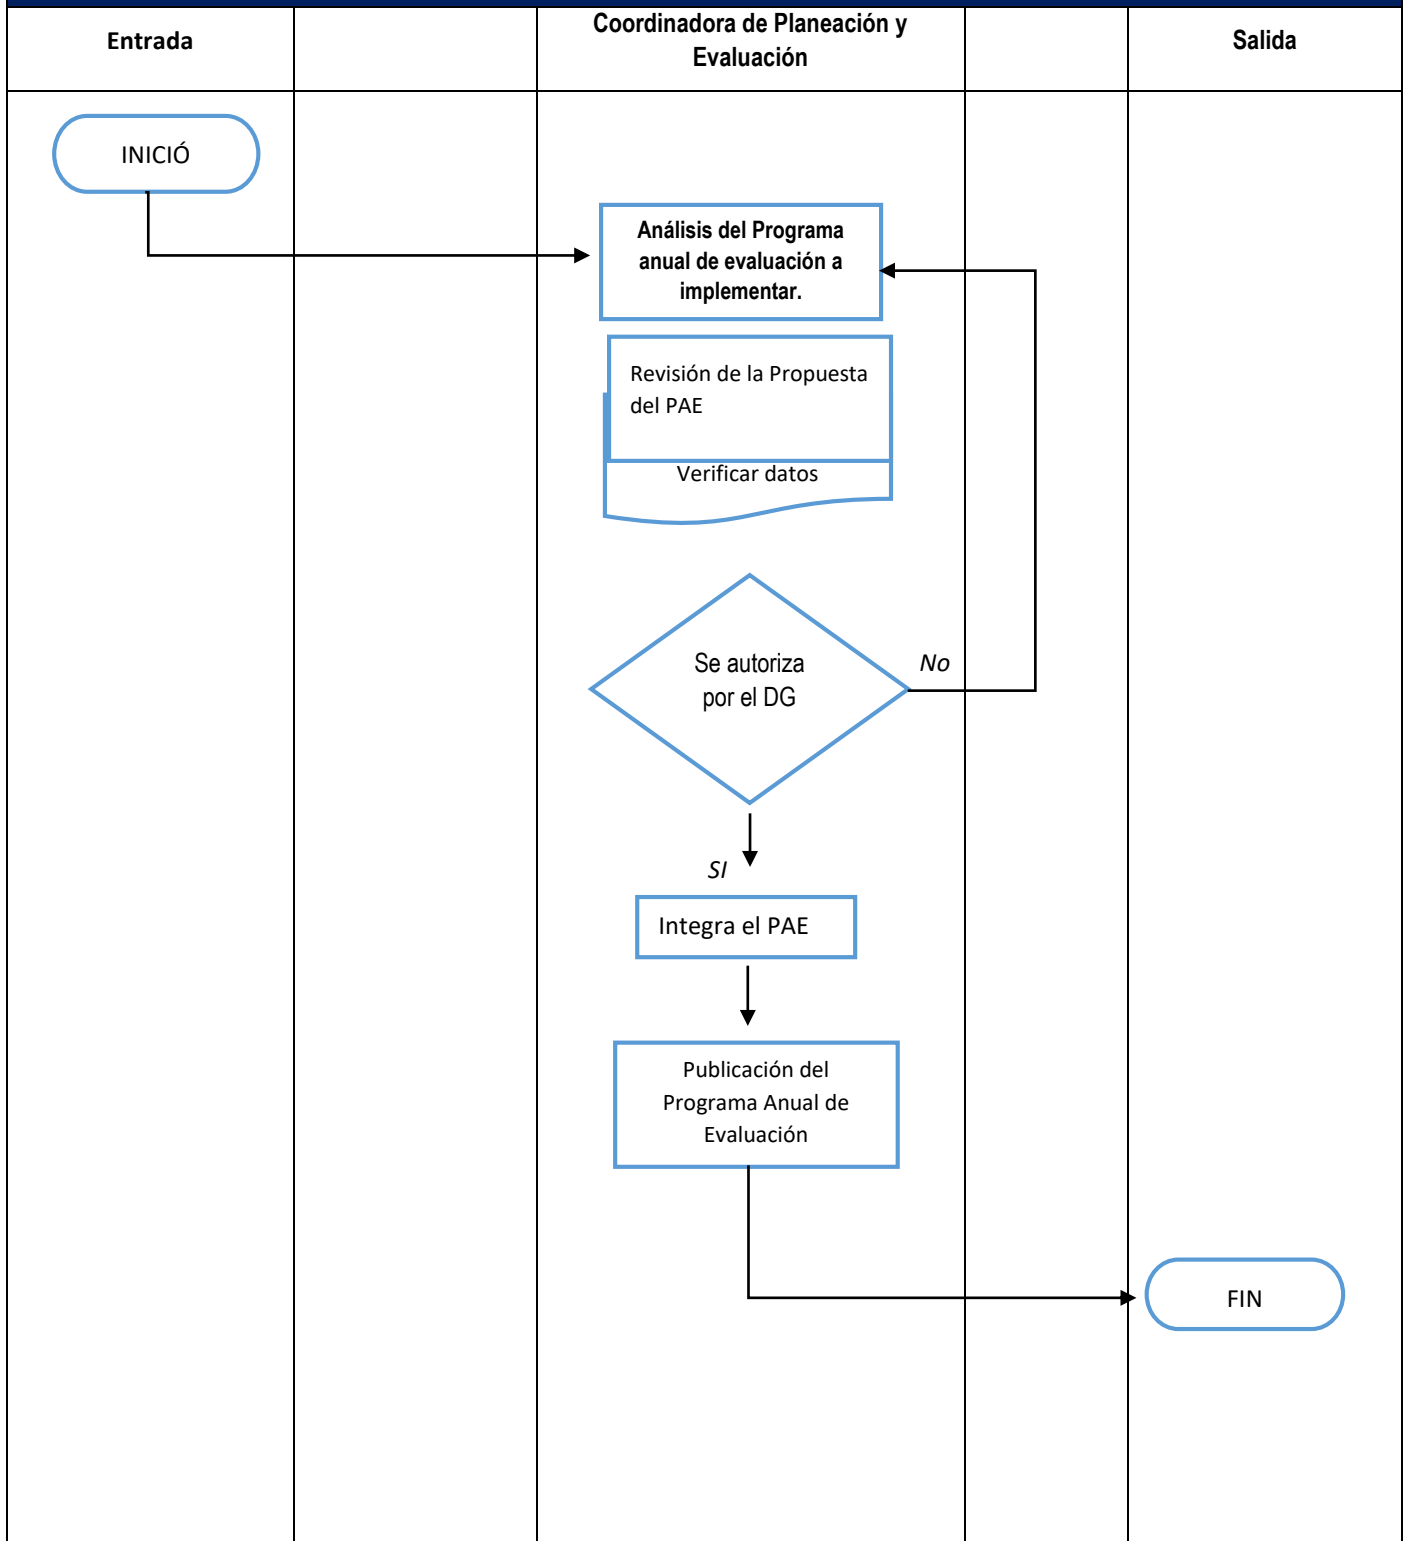 Entrada
Coordinadora de Planeación y
Evaluación
Salida
INICIÓ
Análisis del Programa
anual de evaluación a
implementar.
Revisión de la Propuesta
del PAE
Verificar datos
Se autoriza
por el DG
No
SI
Integra el PAE
Publicación del
Programa Anual de
Evaluación
FIN